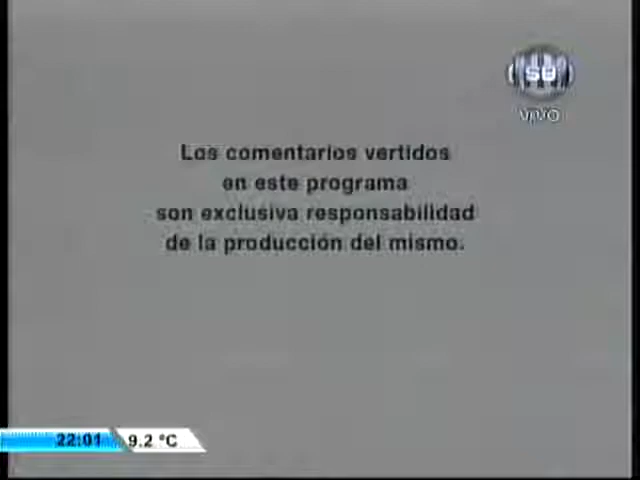 VIVO
Los comentarios vertidos
en este programa
son exclusiva responsabilidad
de la producción del mismo.
22:01 9.2 ºC